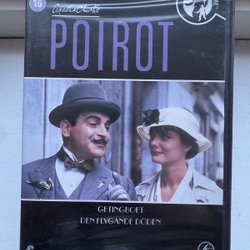 16
Agatha Christie
POIROT
GETINGBOET
DEN FLYGANDE DÖDEN